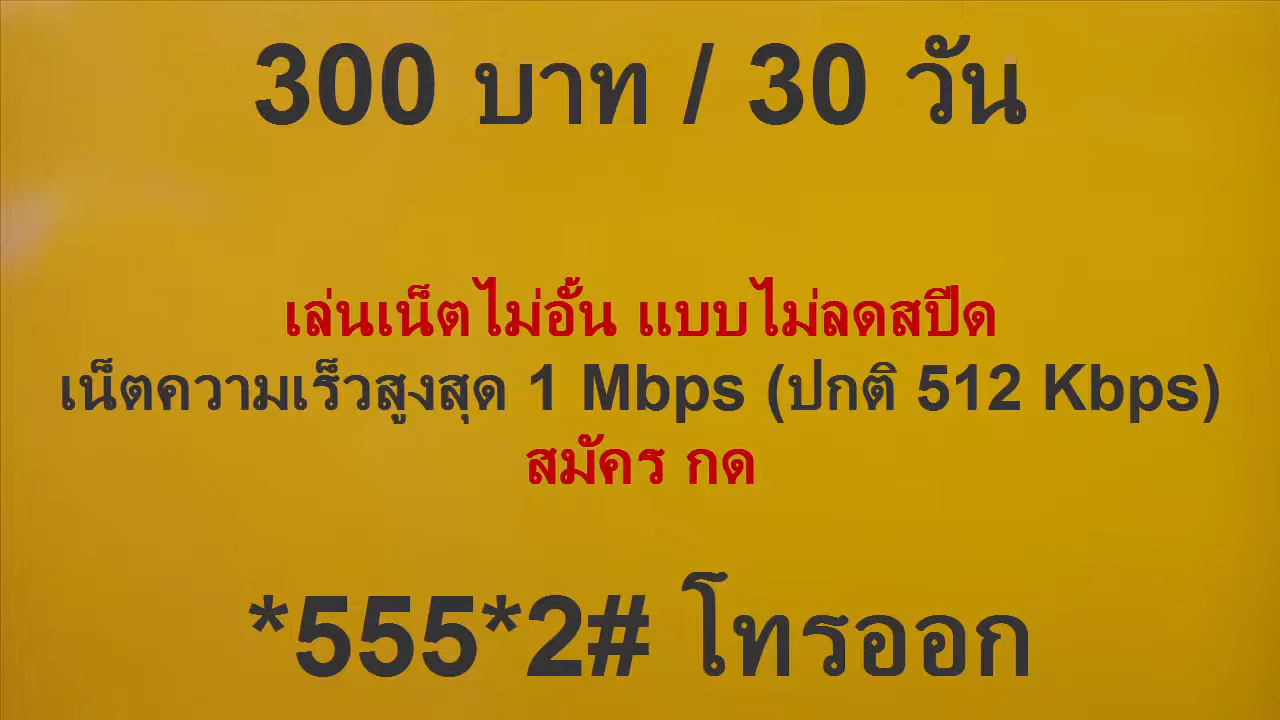 300 บาท / 30 วัน
เล่นเน็ตไม่อั้น แบบไม่ลดสปีด
เน็ตความเร็วสูงสุด 1 Mbps (ปกติ 512 Kbps)
สมัคร กด
*555*2# โทรออก